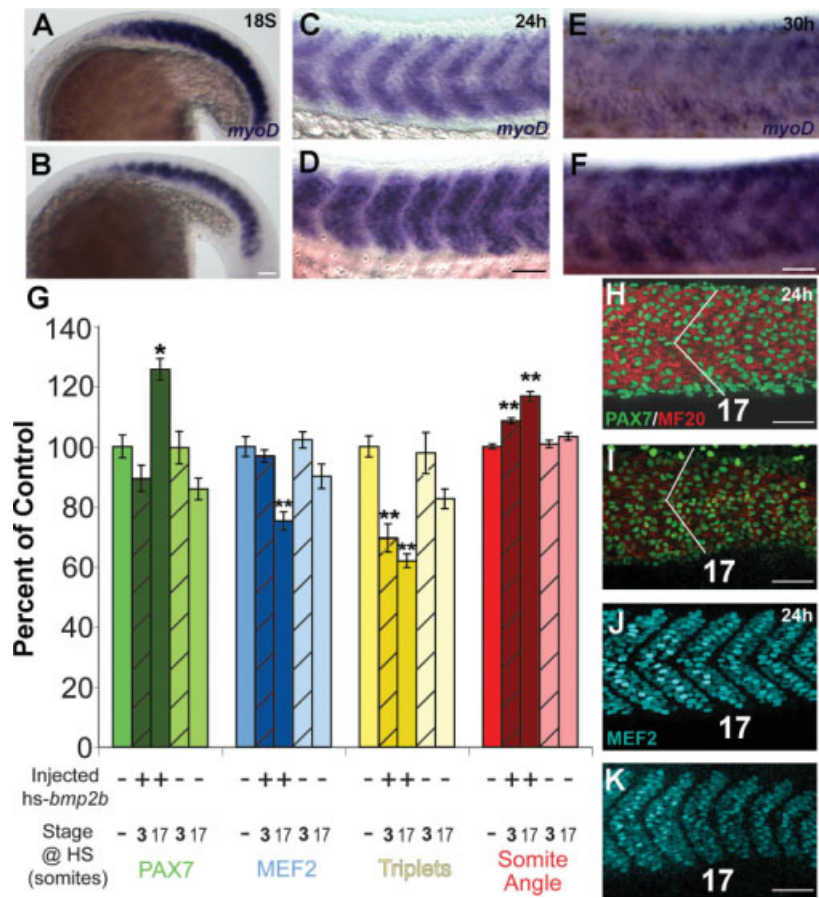 A 18S
myoD
B
C 24h
myoD
D
E 30h
myoD
F
G
Percent of Control
140
120
100
80
60
40
20
0
*
**
**
**
**
**
Injected hs-bmp2b
- + + - - - + + - - - + + - - - + + - -
Stage @ HS (somites)
- 3 17 3 17 - 3 17 3 17 - 3 17 3 17 - 3 17 3 17
PAX7 MEF2 Triplets Somite Angle
H 24h
17
PAX7/MF20
I
17
J 24h
17
MEF2
K
17